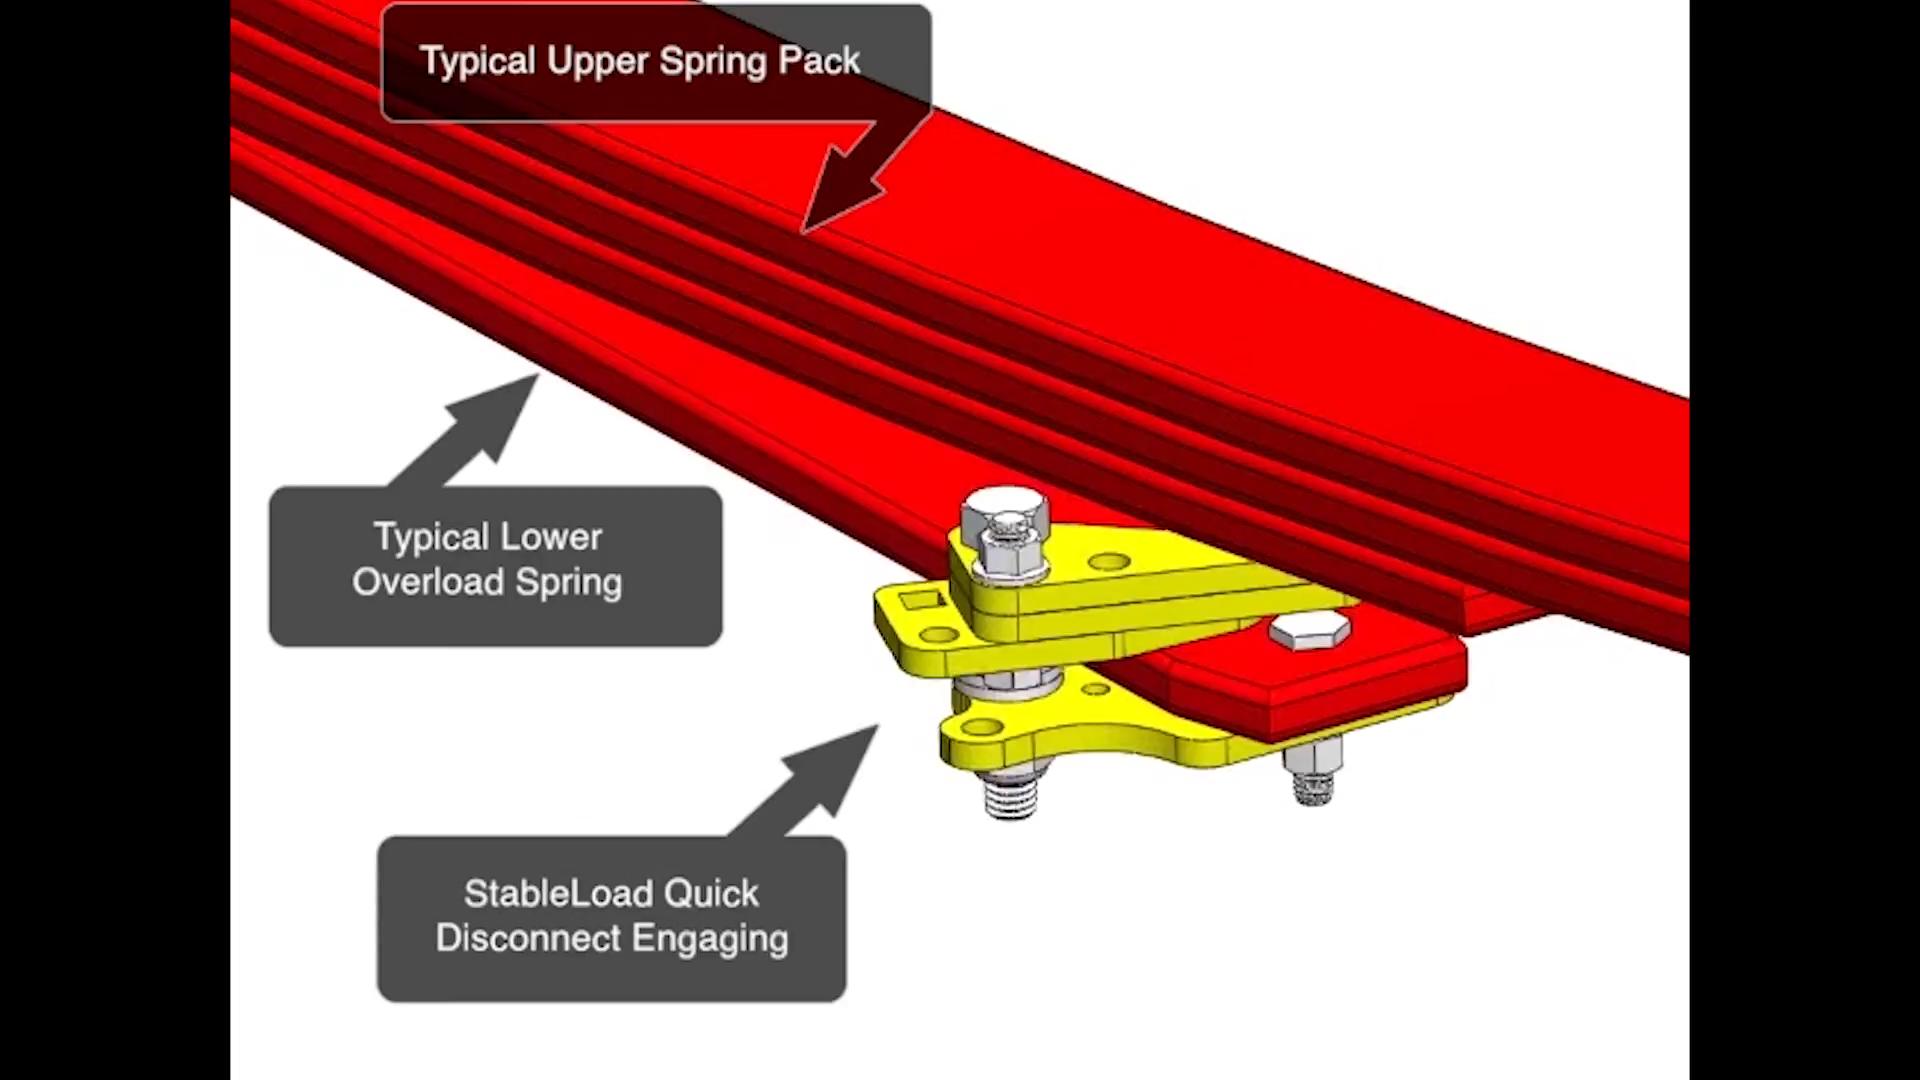 Typical Upper Spring Pack
Typical Lower
Overload Spring
StableLoad Quick
Disconnect Engaging